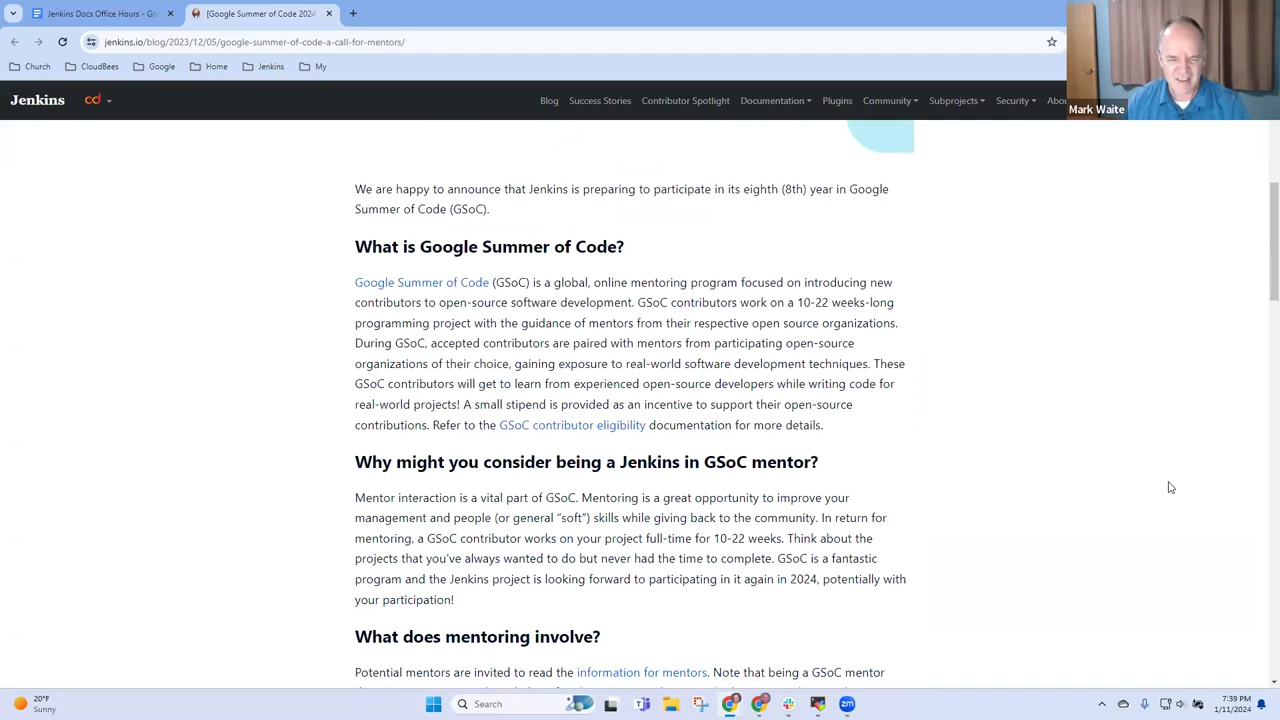 Jenkins Docs Office Hours - Go
[Google Summer of Code 2024
jenkins.io/blog/2023/12/05/google-summer-of-code-a-call-for-mentors/
Church CloudBees Google Home Jenkins My
Jenkins cd Blog Success Stories Contributor Spotlight Documentation Plugins Community Subprojects Security Abou
Mark Waite
We are happy to announce that Jenkins is preparing to participate in its eighth (8th) year in Google
Summer of Code (GSoC).
What is Google Summer of Code?
Google Summer of Code (GSoC) is a global, online mentoring program focused on introducing new
contributors to open-source software development. GSoC contributors work on a 10-22 weeks-long
programming project with the guidance of mentors from their respective open source organizations.
During GSoC, accepted contributors are paired with mentors from participating open-source
organizations of their choice, gaining exposure to real-world software development techniques. These
GSoC contributors will get to learn from experienced open-source developers while writing code for
real-world projects! A small stipend is provided as an incentive to support their open-source
contributions. Refer to the GSoC contributor eligibility documentation for more details.
Why might you consider being a Jenkins in GSoC mentor?
Mentor interaction is a vital part of GSoC. Mentoring is a great opportunity to improve your
management and people (or general “soft”) skills while giving back to the community. In return for
mentoring, a GSoC contributor works on your project full-time for 10-22 weeks. Think about the
projects that you’ve always wanted to do but never had the time to complete. GSoC is a fantastic
program and the Jenkins project is looking forward to participating in it again in 2024, potentially with
your participation!
What does mentoring involve?
Potential mentors are invited to read the information for mentors. Note that being a GSoC mentor
20°F
Sunny
Search
zm
7:39 PM
1/11/2024